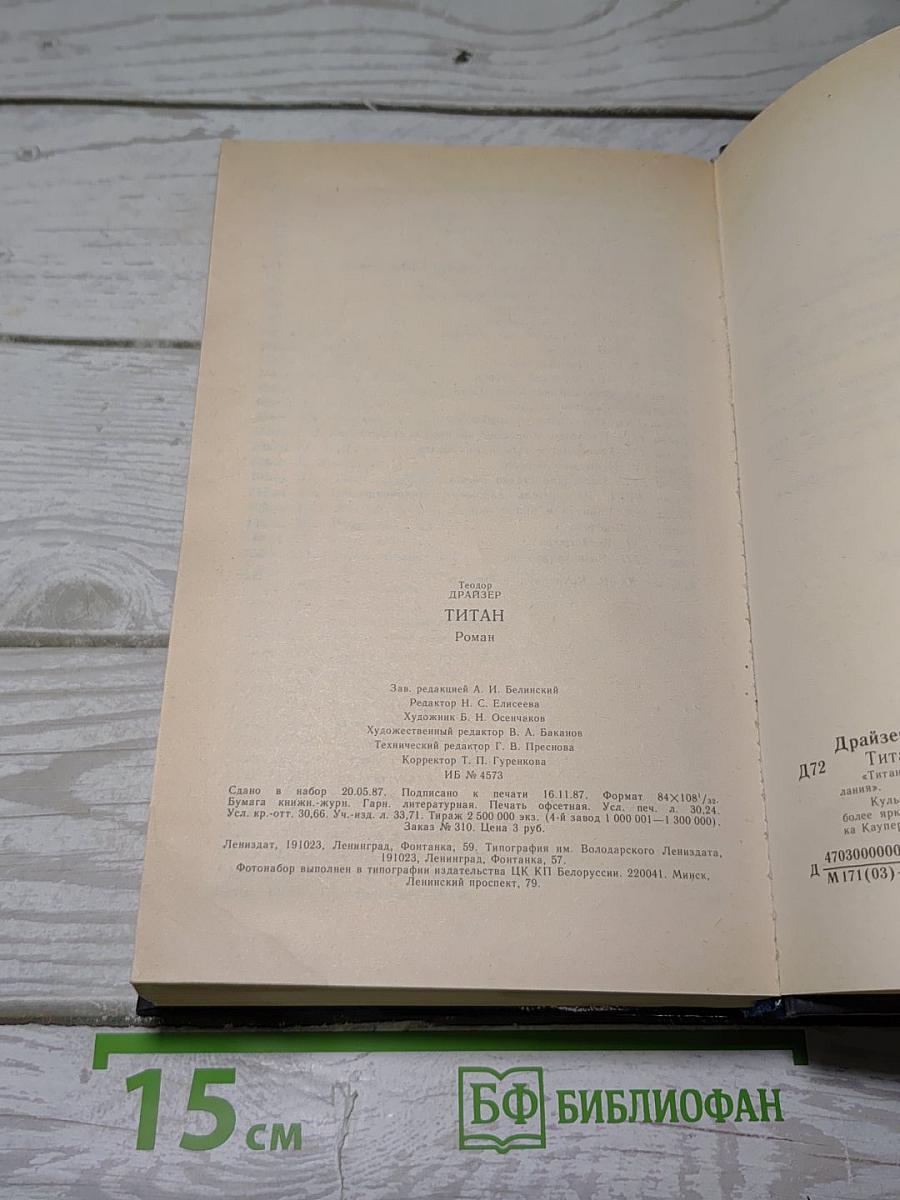 Теодор
ДРАЙЗЕР
ТИТАН
Роман
Зав. редакцией А. И. Белинский
Редактор Н. С. Елисеева
Художник Б. Н. Осенчаков
Художественный редактор В. А. Баканов
Технический редактор Г. В. Преснова
Корректор Т. П. Гуренкова
ИБ № 4573
Сдано в набор 20.05.87. Подписано к печати 16.11.87. Формат 84×108¹/₃₂.
Бумага книжн.-журн. Гарн. литературная. Печать офсетная. Усл. печ. л. 30,24.
Усл. кр.-отт. 30,66. Уч.-изд. л. 33,71. Тираж 2 500 000 экз. (4-й завод 1 000 001—1 300 000).
Заказ № 310. Цена 3 руб.
Лениздат, 191023, Ленинград, Фонтанка, 59. Типография им. Володарского Лениздата,
191023, Ленинград, Фонтанка, 57.
Фотонабор выполнен в типографии издательства ЦК КП Белоруссии. 220041. Минск,
Ленинский проспект, 79.
Драйзе
Д72 Тита
«Титан
лания».
Куль
более ярк
ка Каупер
Д 4703000000
М171(03)-
15 см
БФ БИБЛИОФАН